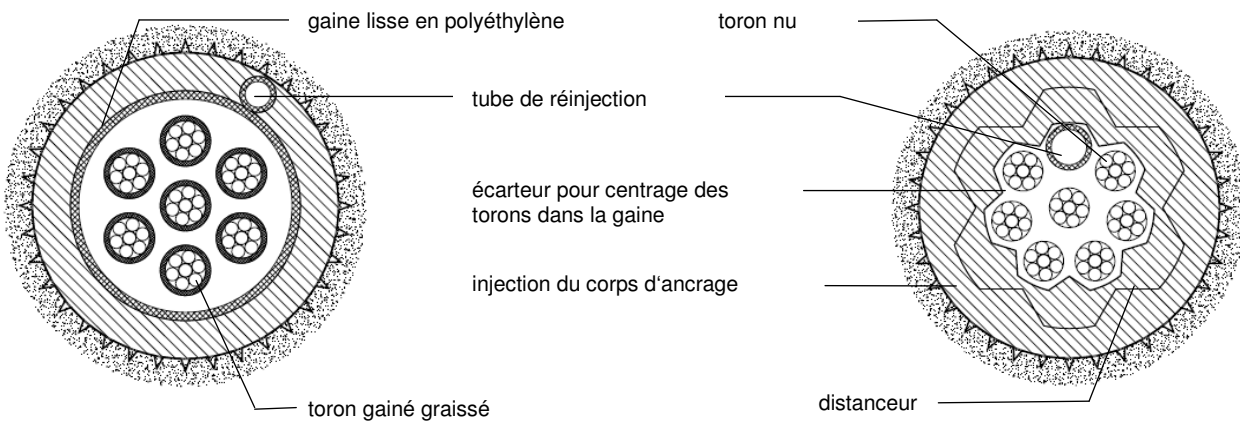 gaine lisse en polyéthylène
toron nu
tube de réinjection
écarteur pour centrage des
torons dans la gaine
injection du corps d‘ancrage
toron gainé graissé
distanceur